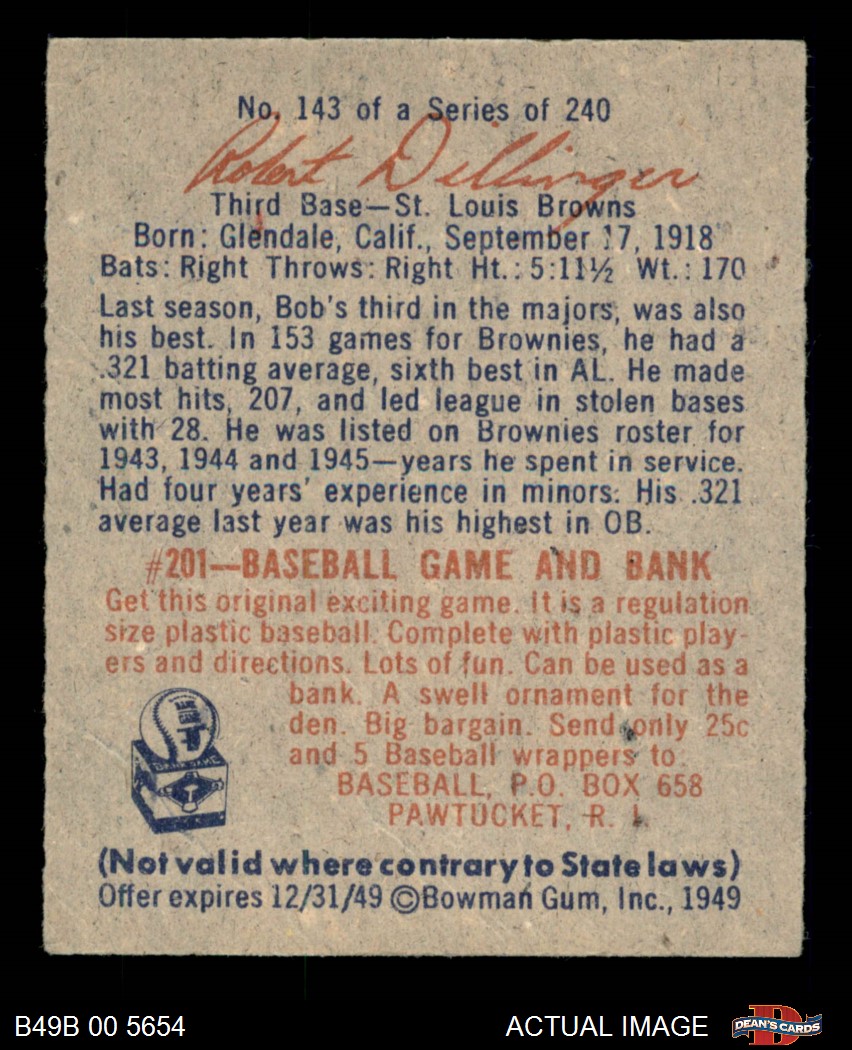 No. 143 of a Series of 240
Robert Dillinger
Third Base—St. Louis Browns
Born: Glendale, Calif., September 17, 1918
Bats: Right Throws: Right Ht.: 5:11½ Wt.: 170
Last season, Bob's third in the majors, was also
his best. In 153 games for Brownies, he had a
.321 batting average, sixth best in AL. He made
most hits, 207, and led league in stolen bases
with 28. He was listed on Brownies roster for
1943, 1944 and 1945—years he spent in service.
Had four years' experience in minors. His .321
average last year was his highest in OB.
#201—BASEBALL GAME AND BANK
Get this original exciting game. It is a regulation
size plastic baseball. Complete with plastic play-
ers and directions. Lots of fun. Can be used as a
bank. A swell ornament for the
den. Big bargain. Send only 25c
and 5 Baseball wrappers to:
BASEBALL, P.O. BOX 658
PAWTUCKET, R. I.
(Not valid where contrary to State laws)
Offer expires 12/31/49 ©Bowman Gum, Inc., 1949
B49B 00 5654
ACTUAL IMAGE
DEAN'S CARDS